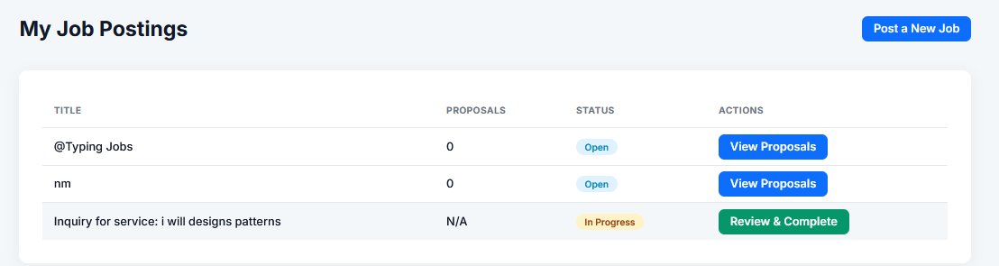 My Job Postings
Post a New Job
TITLE PROPOSALS STATUS ACTIONS
@Typing Jobs 0 Open View Proposals
nm 0 Open View Proposals
Inquiry for service: i will designs patterns N/A In Progress Review & Complete